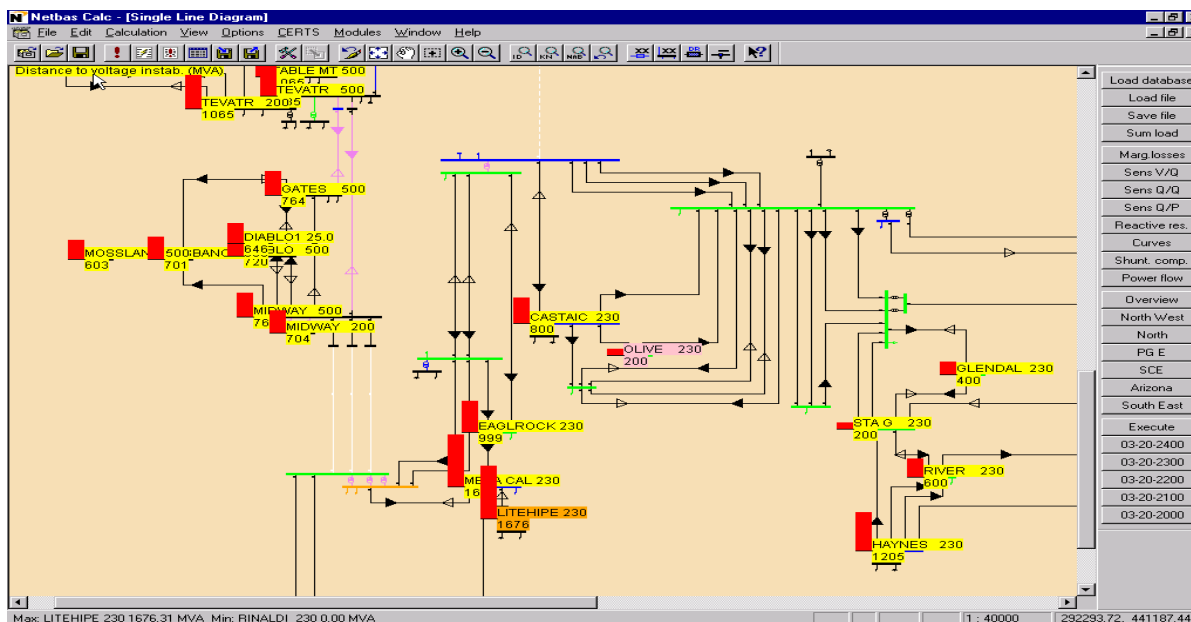 Netbas Calc - [Single Line Diagram]
File Edit Calculation View Options CERTS Modules Window Help
Distance to voltage instab. (MVA)
TABLE MT 500
1065
TEVATR 500
TEVATR 200
1065
GATES 500
764
DIABLO1 25.0
646
500
720
MOSSLAN
603
500
701
MIDWAY 500
MIDWAY 200
704
CASTAIC 230
800
OLIVE 230
200
GLENDAL 230
400
EAGLROCK 230
999
STA G 230
200
CAL 230
RIVER 230
600
LITEHIPE 230
1676
HAYNES 230
1205
Load database
Load file
Save file
Sum load
Marg.losses
Sens V/Q
Sens Q/Q
Sens Q/P
Reactive res.
Curves
Shunt. comp.
Power flow
Overview
North West
North
PG E
SCE
Arizona
South East
Execute
03-20-2400
03-20-2300
03-20-2200
03-20-2100
03-20-2000
Max: LITEHIPE 230 1676.31 MVA Min: RINALDI 230 0.00 MVA
1 : 40000
292293.72, 441187.44